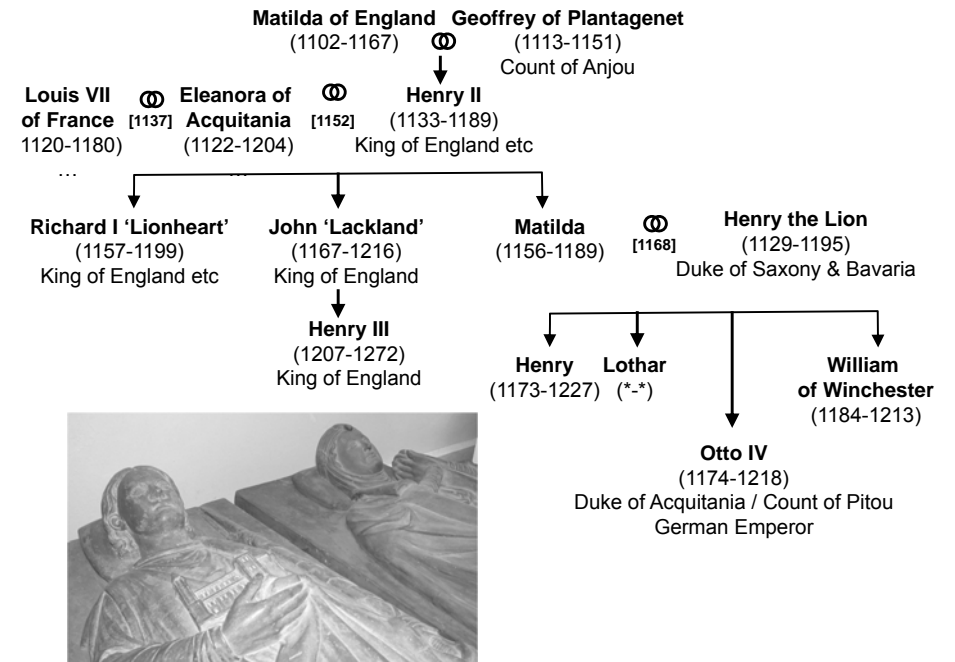 Matilda of England
(1102-1167)
Geoffrey of Plantagenet
(1113-1151)
Count of Anjou
Louis VII
of France
1120-1180)
…
[1137]
Eleanora of
Acquitania
(1122-1204)
…
[1152]
Henry II
(1133-1189)
King of England etc
Richard I ‘Lionheart’
(1157-1199)
King of England etc
John ‘Lackland’
(1167-1216)
King of England
Matilda
(1156-1189)
[1168]
Henry the Lion
(1129-1195)
Duke of Saxony & Bavaria
Henry III
(1207-1272)
King of England
Henry
(1173-1227)
Lothar
(*-*)
William
of Winchester
(1184-1213)
Otto IV
(1174-1218)
Duke of Acquitania / Count of Pitou
German Emperor